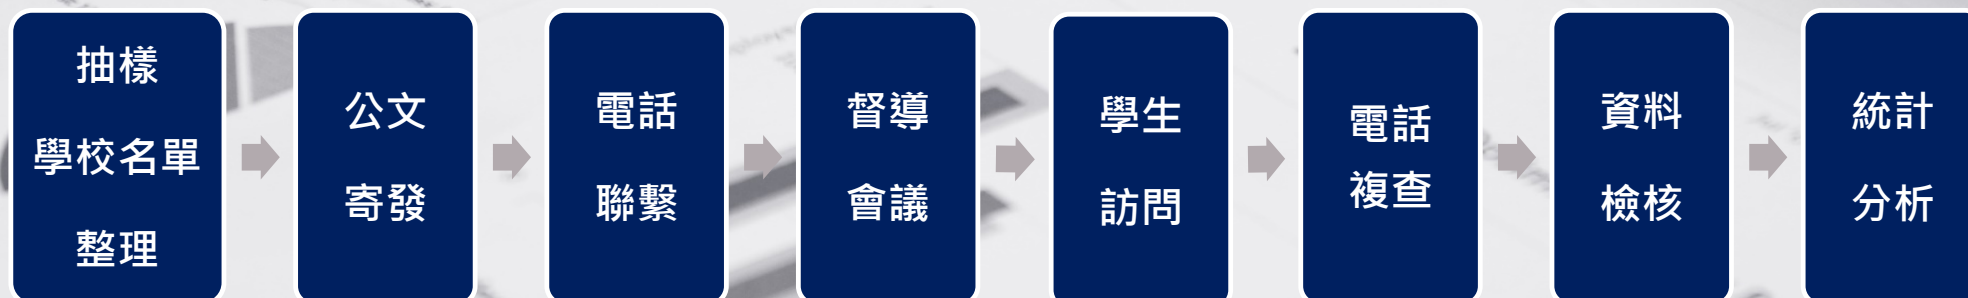 抽樣
學校名單
整理
公文
寄發
電話
聯繫
督導
會議
學生
訪問
電話
複查
資料
檢核
統計
分析